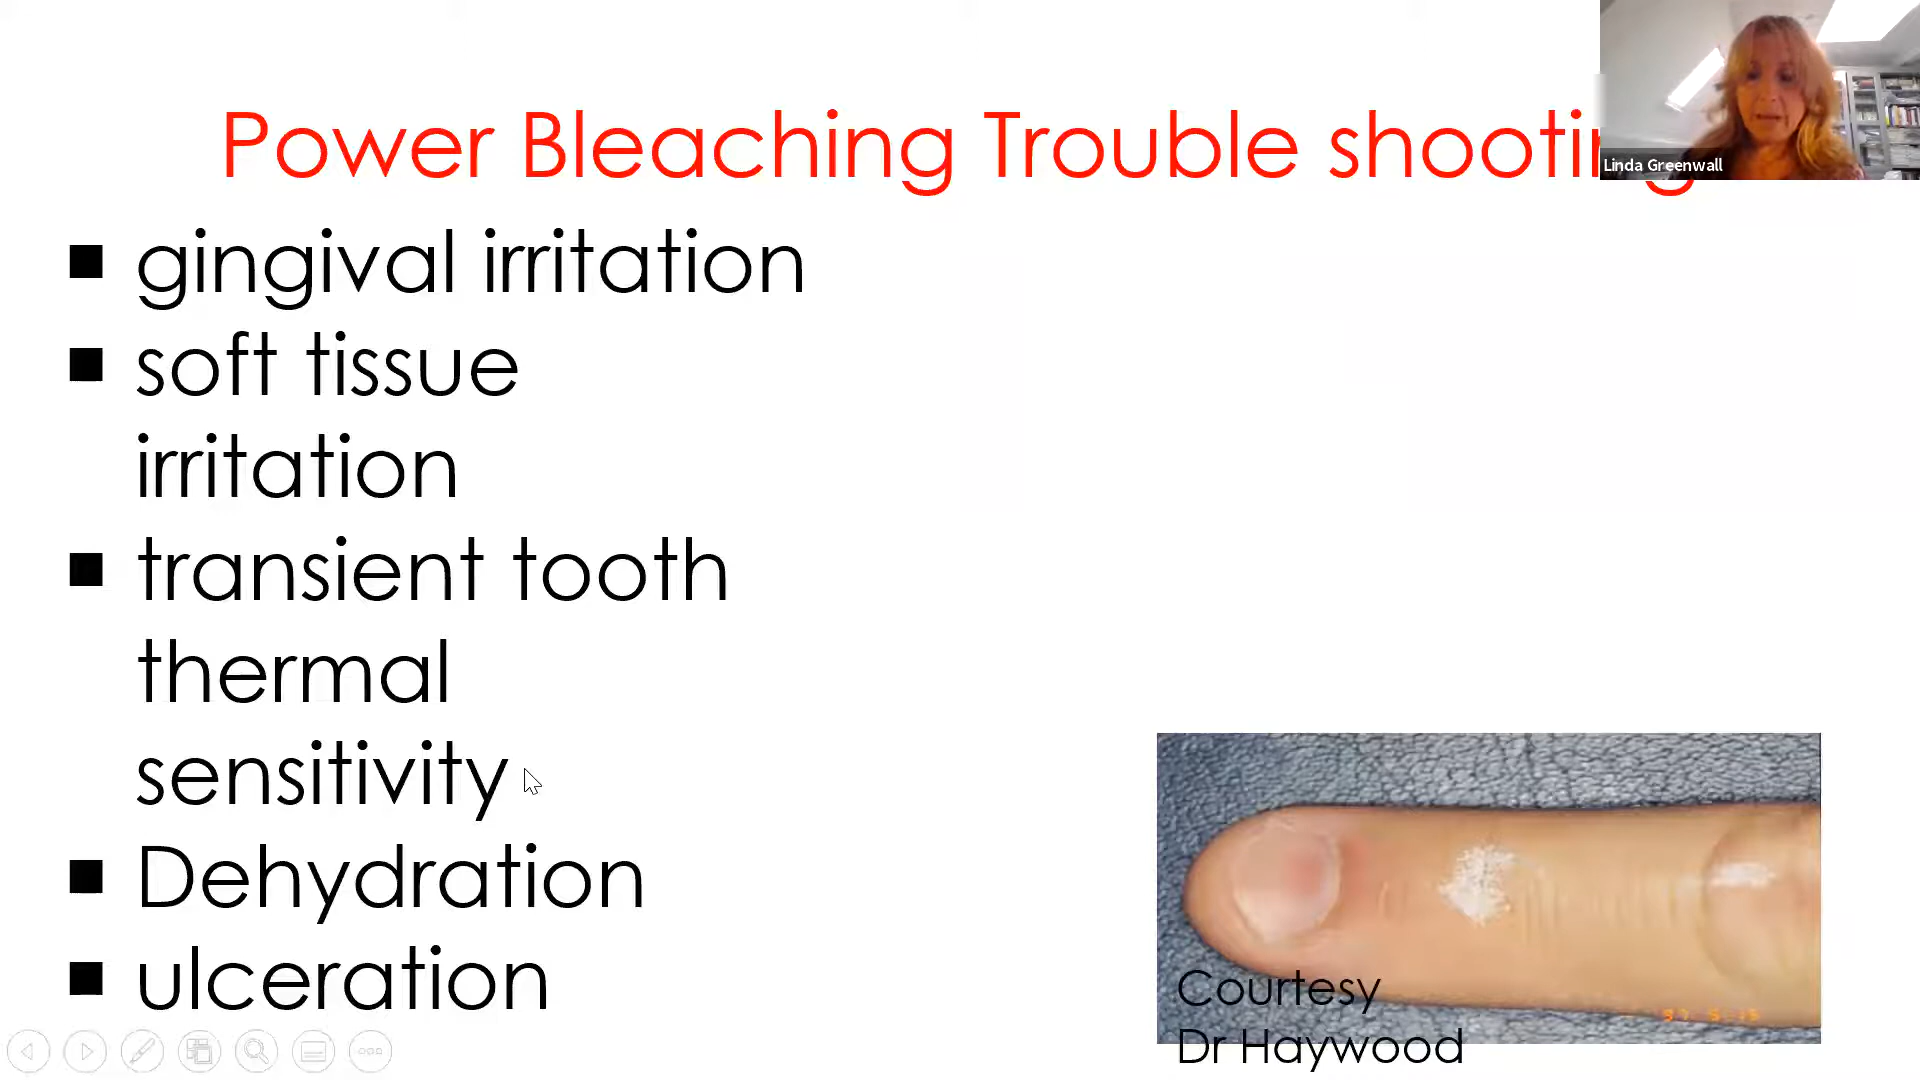 Power Bleaching Trouble shooting
Linda Greenwall
gingival irritation
soft tissue
irritation
transient tooth
thermal
sensitivity
Dehydration
ulceration
Courtesy
Dr Haywood